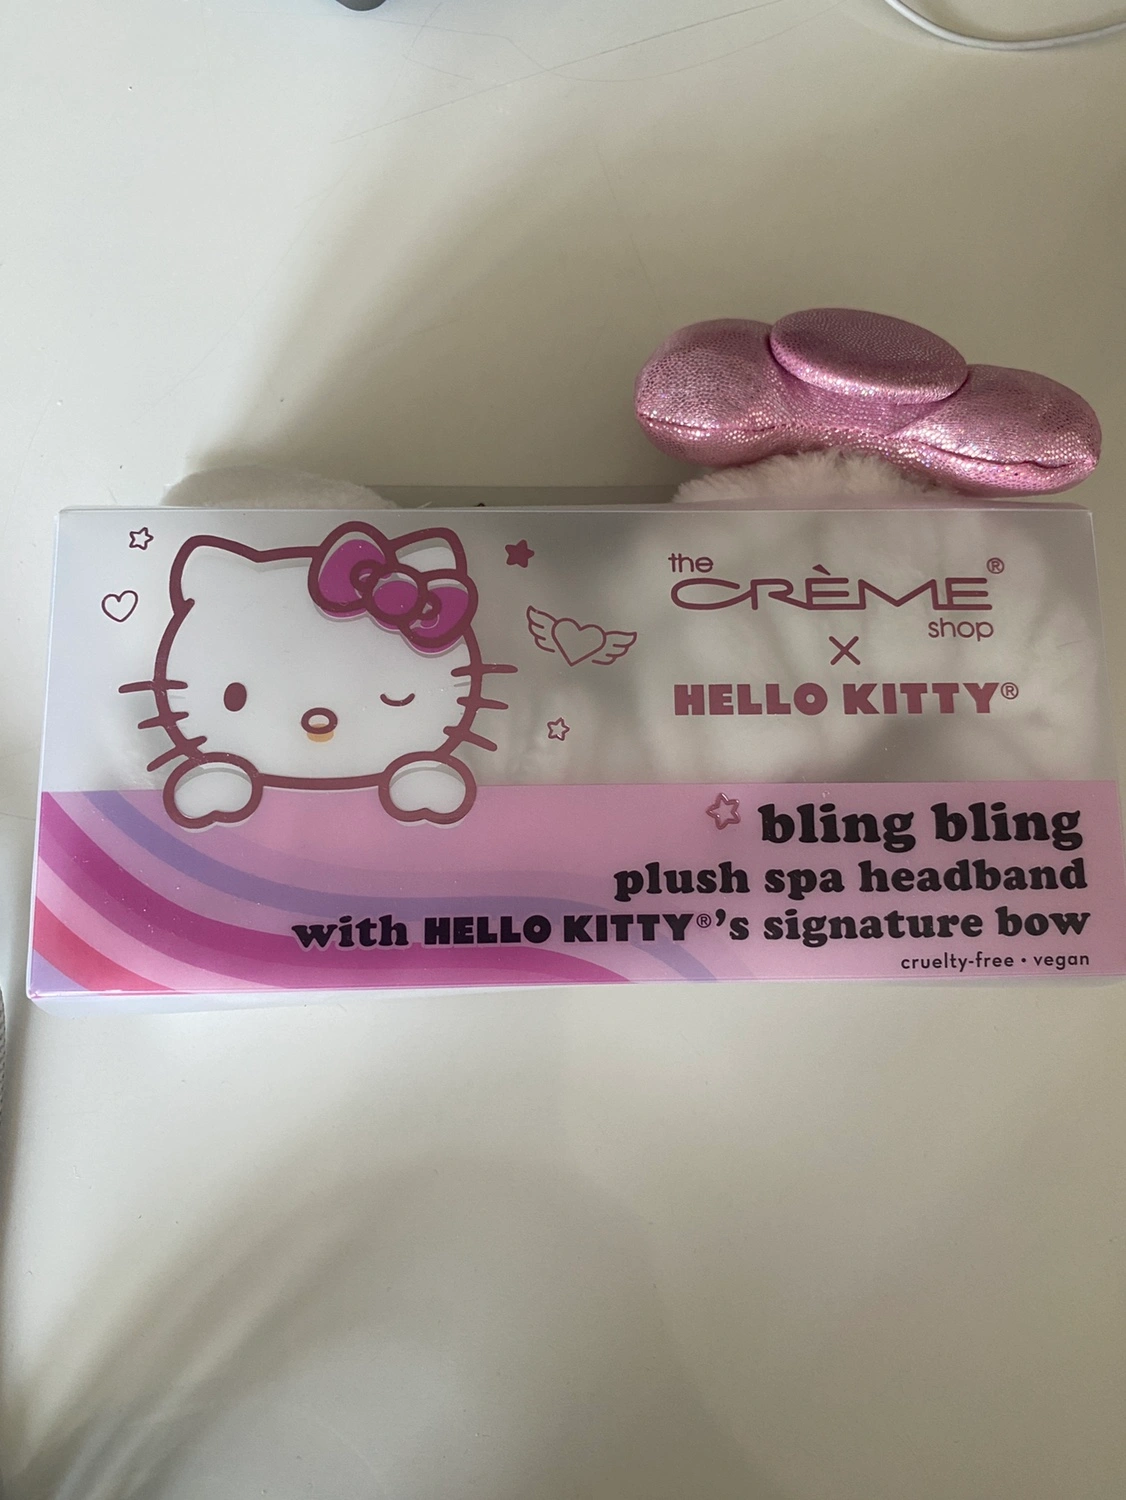 the
CRÈME®
shop
×
HELLO KITTY®
bling bling
plush spa headband
with HELLO KITTY®'s signature bow
cruelty-free • vegan